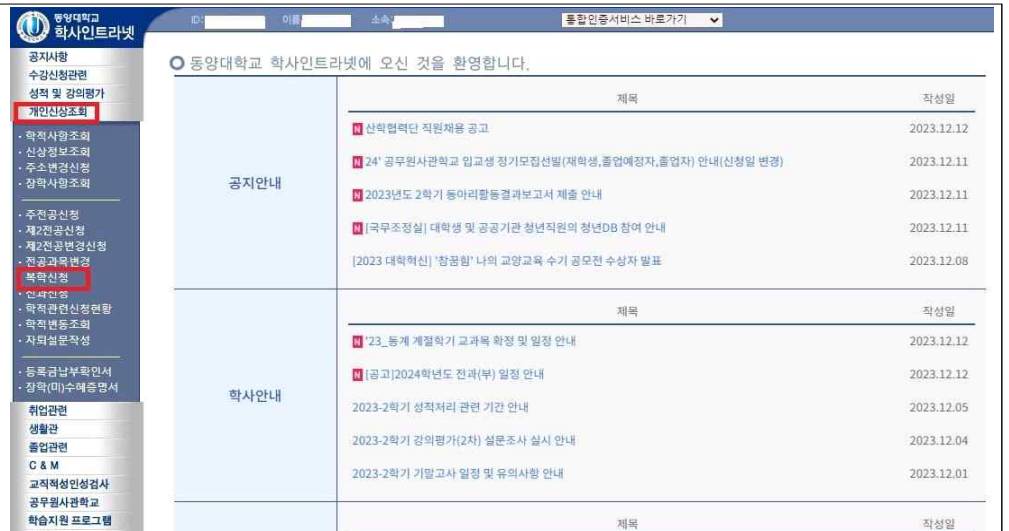 동양대학교
학사인트라넷
ID: 이름: 소속: 통합인증서비스 바로가기
공지사항
수강신청관련
성적 및 강의평가
개인신상조회
· 학적사항조회
· 신상정보조회
· 주소변경신청
· 장학사항조회
· 주전공신청
· 제2전공신청
· 제2전공변경신청
· 전공과목변경
복학신청
· 전과신청
· 학적관련신청현황
· 학적변동조회
· 자퇴설문작성
· 등록금납부확인서
· 장학(미)수혜증명서
취업관련
생활관
졸업관련
C & M
교직적성인성검사
공무원사관학교
학습지원 프로그램
동양대학교 학사인트라넷에 오신 것을 환영합니다.
공지안내
제목 작성일
N 산학협력단 직원채용 공고 2023.12.12
N 24' 공무원사관학교 입교생 정기모집선발(재학생,졸업예정자,졸업자) 안내(신청일 변경) 2023.12.11
N 2023년도 2학기 동아리활동결과보고서 제출 안내 2023.12.11
N [국무조정실] 대학생 및 공공기관 청년직원의 청년DB 참여 안내 2023.12.11
[2023 대학혁신] '참꿈힘' 나의 교양교육 수기 공모전 수상자 발표 2023.12.08
학사안내
제목 작성일
N '23_동계 계절학기 교과목 확정 및 일정 안내 2023.12.12
N [공고]2024학년도 전과(부) 일정 안내 2023.12.12
2023-2학기 성적처리 관련 기간 안내 2023.12.05
2023-2학기 강의평가(2차) 설문조사 실시 안내 2023.12.04
2023-2학기 기말고사 일정 및 유의사항 안내 2023.12.01
제목 작성일